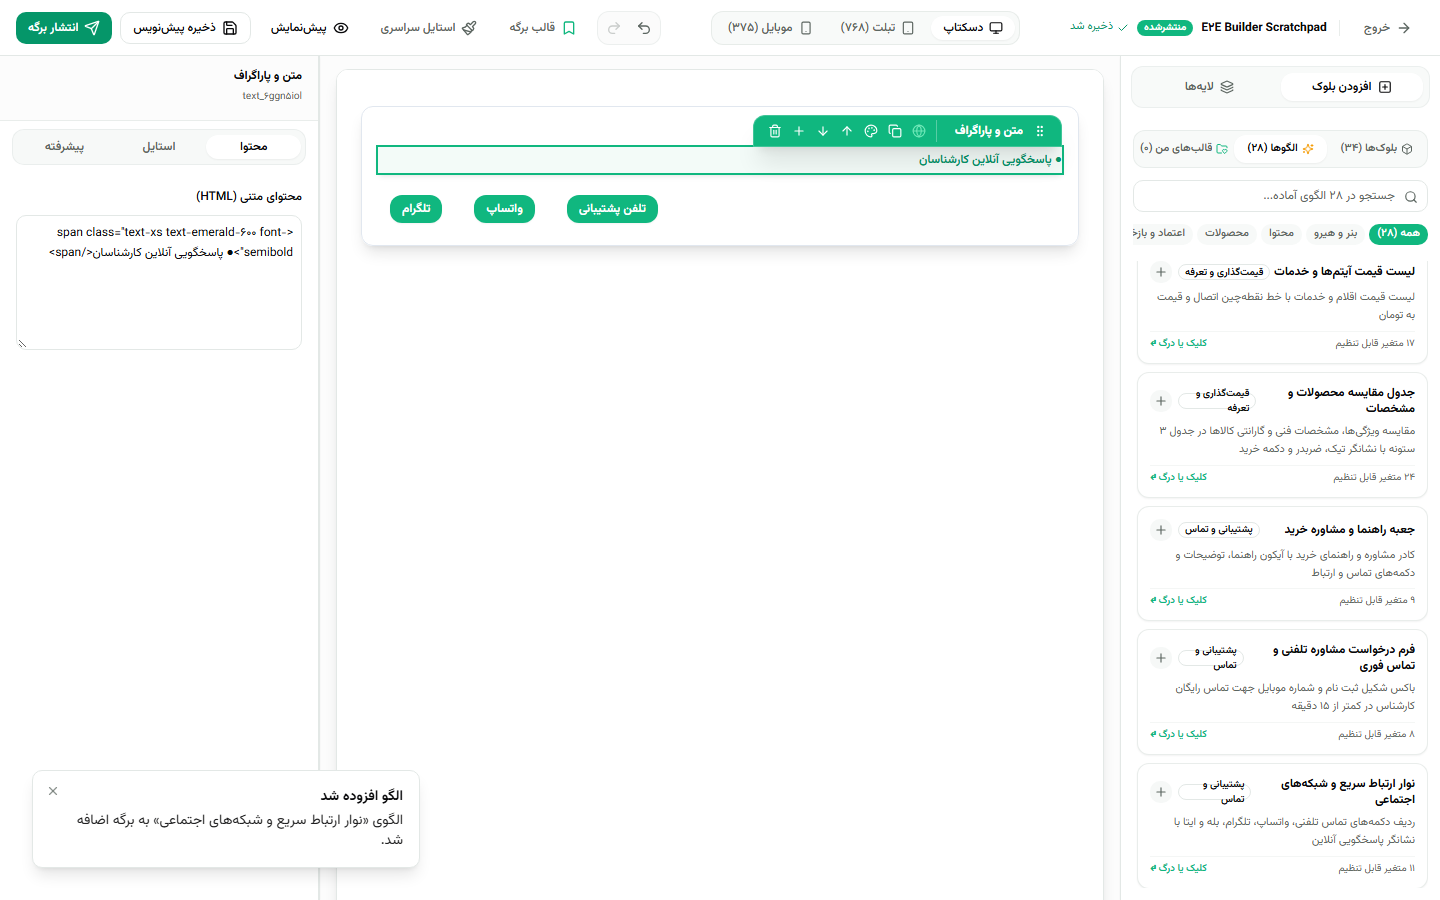 خروج
E۲E Builder Scratchpad
منتشرشده
ذخیره شد
دسکتاپ
تبلت (۷۶۸)
موبایل (۳۷۵)
قالب برگه
استایل سراسری
پیش‌نمایش
ذخیره پیش‌نویس
انتشار برگه
افزودن بلوک
لایه‌ها
بلوک‌ها (۳۴)
الگوها (۲۸)
قالب‌های من (۰)
جستجو در ۲۸ الگوی آماده...
همه (۲۸)
بنر و هیرو
محتوا
محصولات
اعتماد و بازخ
لیست قیمت آیتم‌ها و خدمات
قیمت‌گذاری و تعرفه
لیست قیمت اقلام و خدمات با خط نقطه‌چین اتصال و قیمت
به تومان
۱۷ متغیر قابل تنظیم
کلیک یا درگ
جدول مقایسه محصولات و
مشخصات
قیمت‌گذاری و
تعرفه
مقایسه ویژگی‌ها، مشخصات فنی و گارانتی کالاها در جدول ۳
ستونه با نشانگر تیک، ضربدر و دکمه خرید
۲۴ متغیر قابل تنظیم
کلیک یا درگ
جعبه راهنما و مشاوره خرید
پشتیبانی و تماس
کادر مشاوره و راهنمای خرید با آیکون راهنما، توضیحات و
دکمه‌های تماس و ارتباط
۹ متغیر قابل تنظیم
کلیک یا درگ
فرم درخواست مشاوره تلفنی و
تماس فوری
پشتیبانی و
تماس
باکس شکیل ثبت نام و شماره موبایل جهت تماس رایگان
کارشناس در کمتر از ۱۵ دقیقه
۸ متغیر قابل تنظیم
کلیک یا درگ
نوار ارتباط سریع و شبکه‌های
اجتماعی
پشتیبانی و
تماس
ردیف دکمه‌های تماس تلفنی، واتساپ، تلگرام، بله و ایتا با
نشانگر پاسخگویی آنلاین
۱۱ متغیر قابل تنظیم
کلیک یا درگ
متن و پاراگراف
● پاسخگویی آنلاین کارشناسان
تلفن پشتیبانی
واتساپ
تلگرام
متن و پاراگراف
text_۶ggn۵iol
محتوا
استایل
پیشرفته
محتوای متنی (HTML)
<span class="text-xs text-emerald-۶۰۰ font-
semibold">● پاسخگویی آنلاین کارشناسان</span>
الگو افزوده شد
الگوی «نوار ارتباط سریع و شبکه‌های اجتماعی» به برگه اضافه
شد.